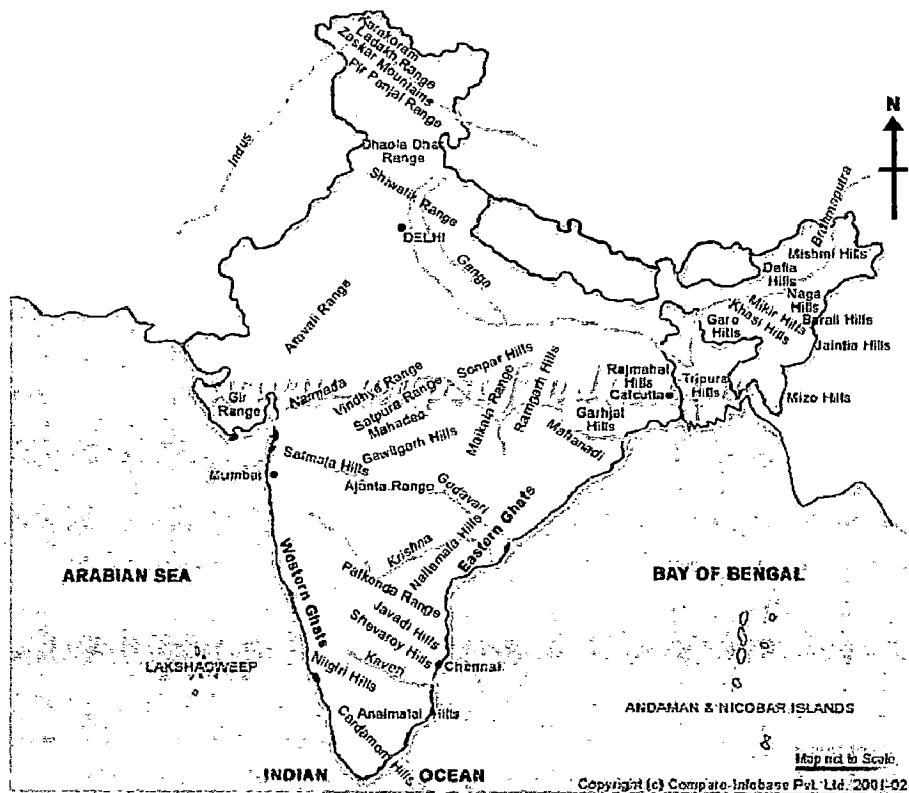 Karakoram
Ladakh Range
Zaskar Mountains
Pir Panjal Range
N
Indus
Dhaola Dhar
Range
Shiwalik Range
Brahmaputra
DELHI
Mishmi Hills
Ganga
Dafla
Hills
Naga
Hills
Mikir Hills
Khasi Hills
Barail Hills
Garo
Hills
Jaintia Hills
Aravali Range
Sonpar Hills
Rajmahal
Hills
Calcutta
Tripura
Hills
Mizo Hills
Gir
Range
Narmada
Vindhya Range
Satpura Range
Mahadeo
Maikala Range
Ramgarh Hills
Garhjat
Hills
Gawilgarh Hills
Mahanadi
Satmala Hills
Mumbai
Ajanta Range
Godavari
Eastern Ghats
Krishna
Nallamala Hills
ARABIAN SEA
Western Ghats
Palkonda Range
BAY OF BENGAL
Javadi Hills
Shevaroy Hills
LAKSHADWEEP
Kaveri
Chennai
Nilgiri Hills
Anaimalai Hills
ANDAMAN & NICOBAR ISLANDS
Cardamom Hills
Map not to Scale
INDIAN OCEAN
Copyright (c) Compare-Infobase Pvt. Ltd. 2001-02